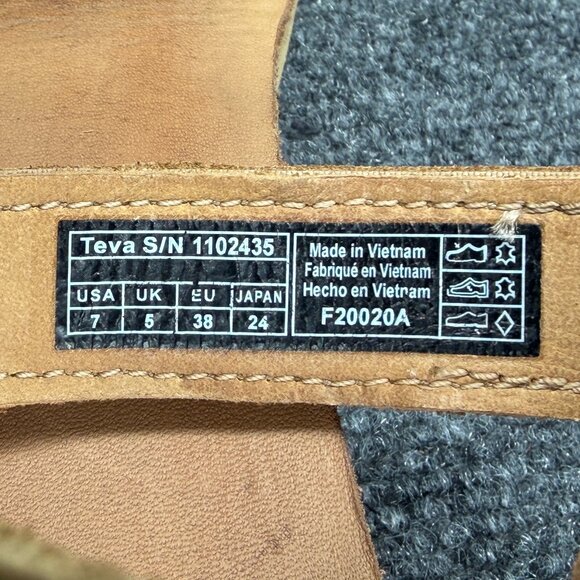 Teva S/N 1102435
USA UK EU JAPAN
7 5 38 24
Made in Vietnam
Fabriqué en Vietnam
Hecho en Vietnam
F20020A